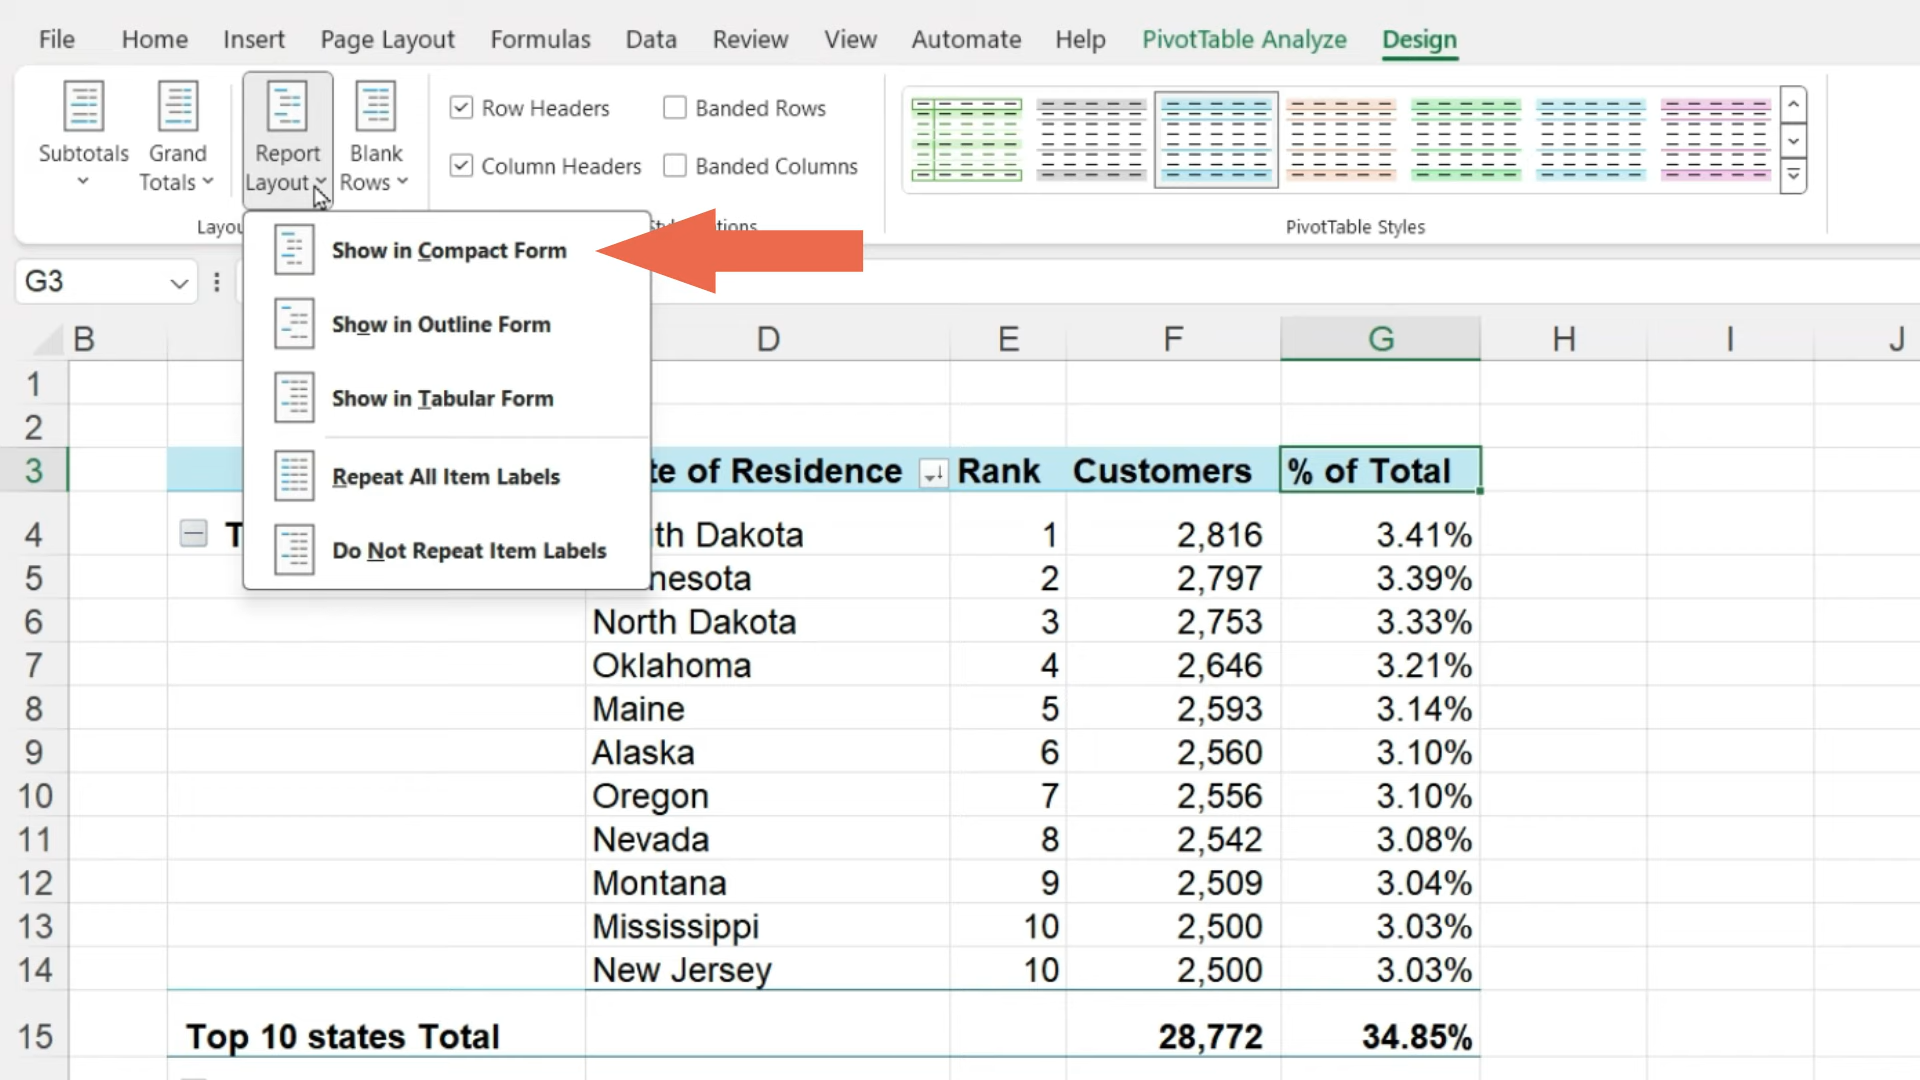 File Home Insert Page Layout Formulas Data Review View Automate Help PivotTable Analyze Design
Subtotals
Grand
Totals
Report
Layout
Blank
Rows
Row Headers
Banded Rows
Column Headers
Banded Columns
PivotTable Styles
Show in Compact Form
Show in Outline Form
Show in Tabular Form
Repeat All Item Labels
Do Not Repeat Item Labels
G3
B D E F G H I J
1
2
3 te of Residence Rank Customers % of Total
4 T th Dakota 1 2,816 3.41%
5 nesota 2 2,797 3.39%
6 North Dakota 3 2,753 3.33%
7 Oklahoma 4 2,646 3.21%
8 Maine 5 2,593 3.14%
9 Alaska 6 2,560 3.10%
10 Oregon 7 2,556 3.10%
11 Nevada 8 2,542 3.08%
12 Montana 9 2,509 3.04%
13 Mississippi 10 2,500 3.03%
14 New Jersey 10 2,500 3.03%
15 Top 10 states Total 28,772 34.85%